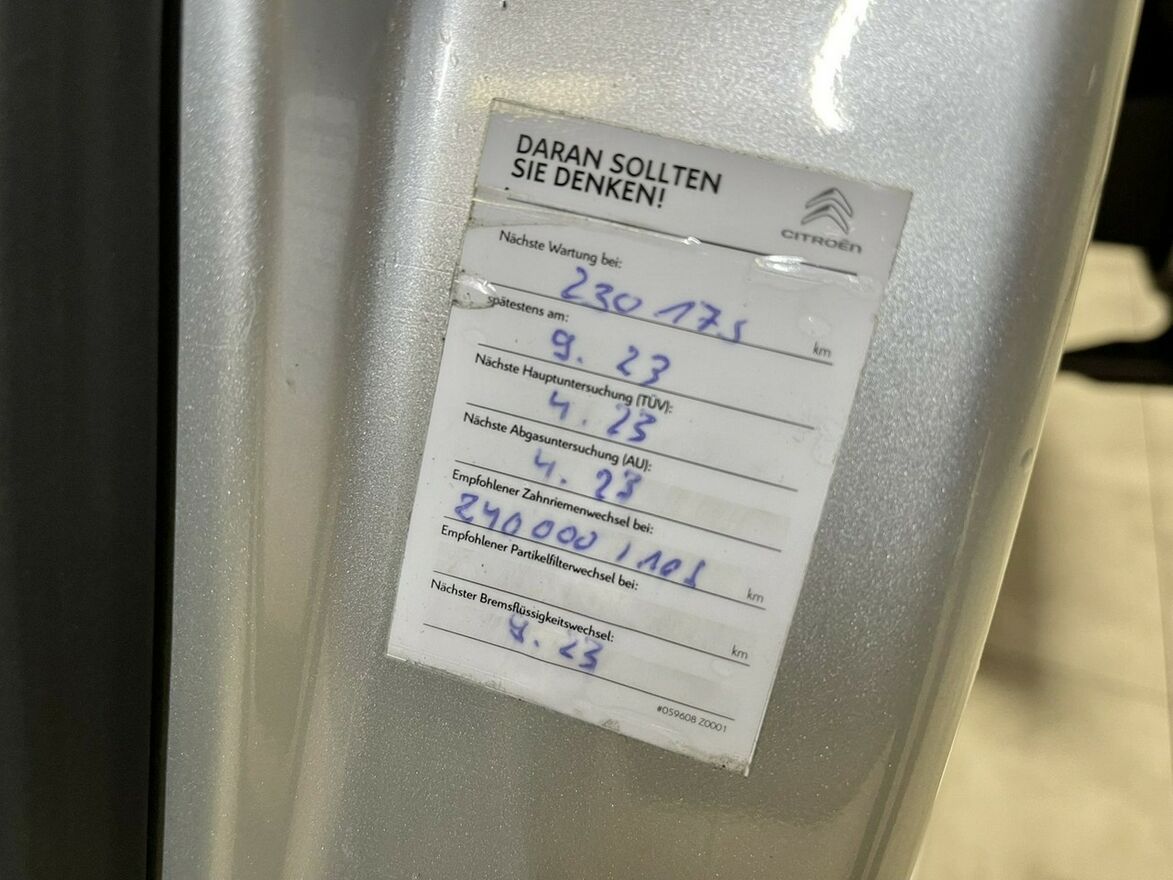 DARAN SOLLTEN
SIE DENKEN!
CITROËN
Nächste Wartung bei:
230 175 km
spätestens am:
9. 23
Nächste Hauptuntersuchung (TÜV):
4. 23
Nächste Abgasuntersuchung (AU):
4. 23
Empfohlener Zahnriemenwechsel bei:
240 000 / 10J km
Empfohlener Partikelfilterwechsel bei:
km
Nächster Bremsflüssigkeitswechsel:
9. 23
#059608 Z0001